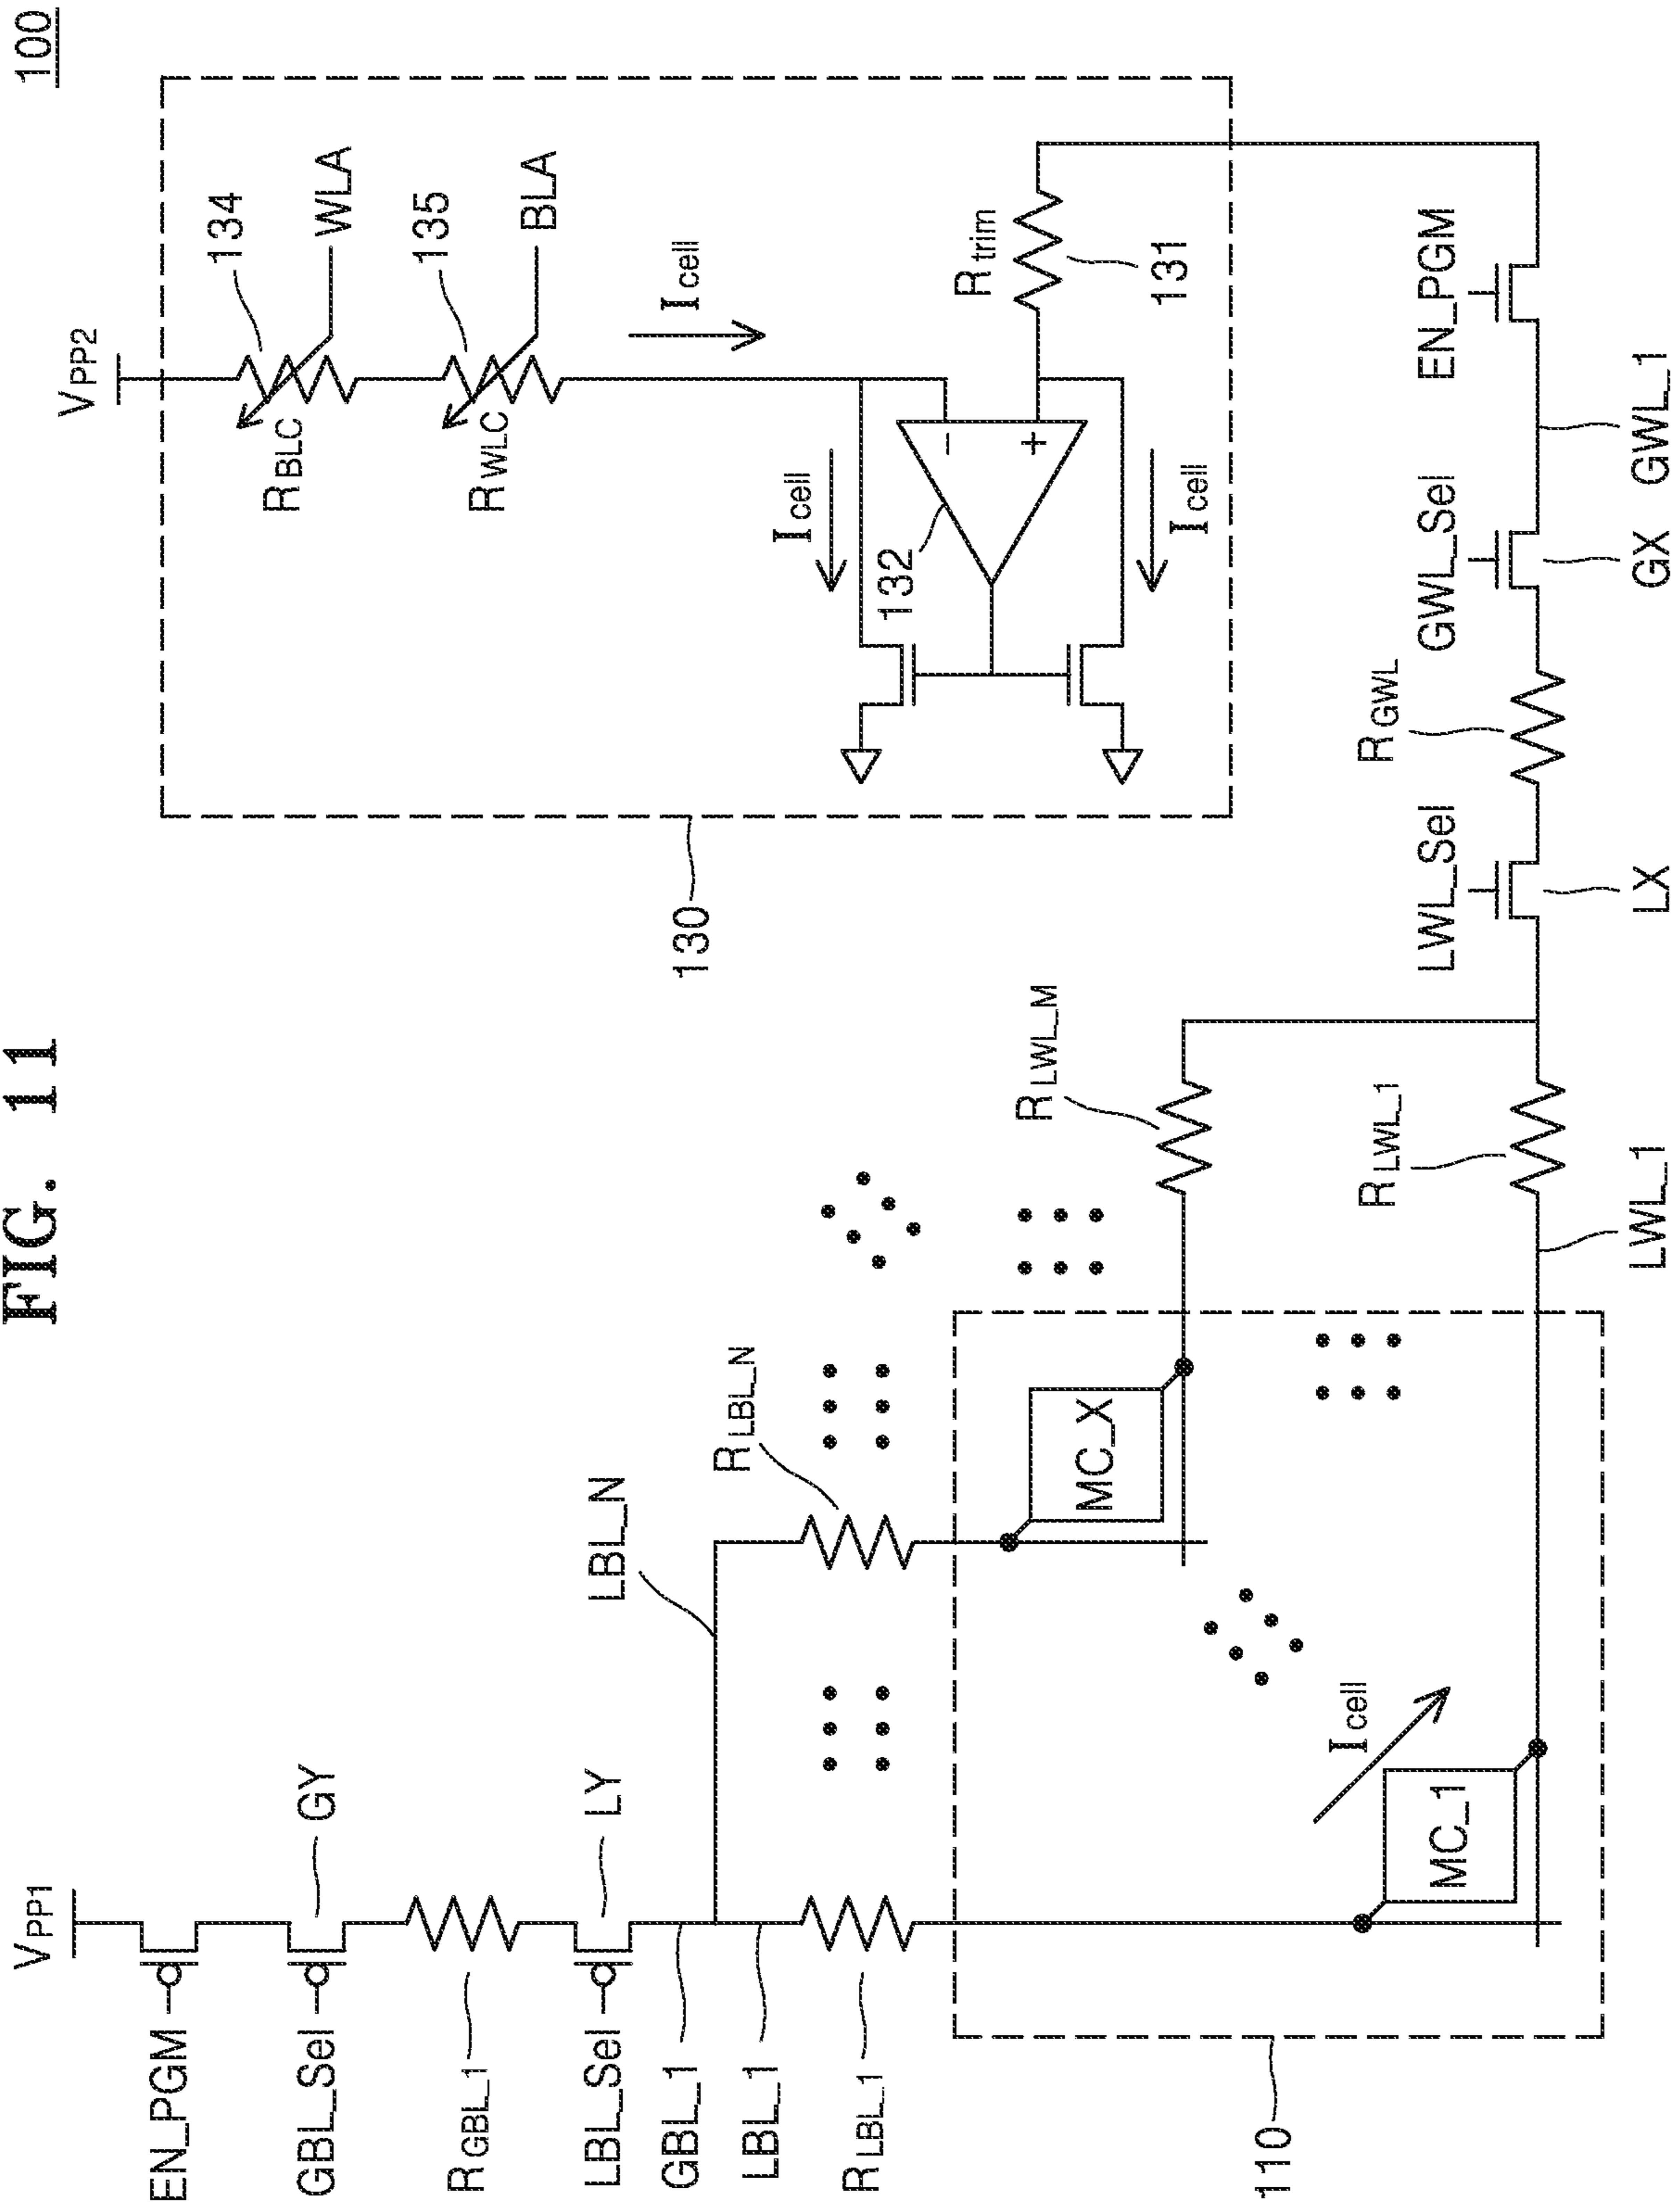 FIG. 11
100
VPP1
EN_PGM
GBL_Sel
GY
RGBL_1
LBL_Sel
LY
GBL_1
LBL_1
LBL_N
RLBL_1
RLBL_N
110
MC_1
MC_X
Icell
RLWL_M
RLWL_1
LWL_1
LWL_Sel
LX
RGWL
GWL_Sel
GX
GWL_1
EN_PGM
130
VPP2
134
WLA
RBLC
135
BLA
RWLC
Icell
Icell
132
−
+
Icell
Rtrim
131